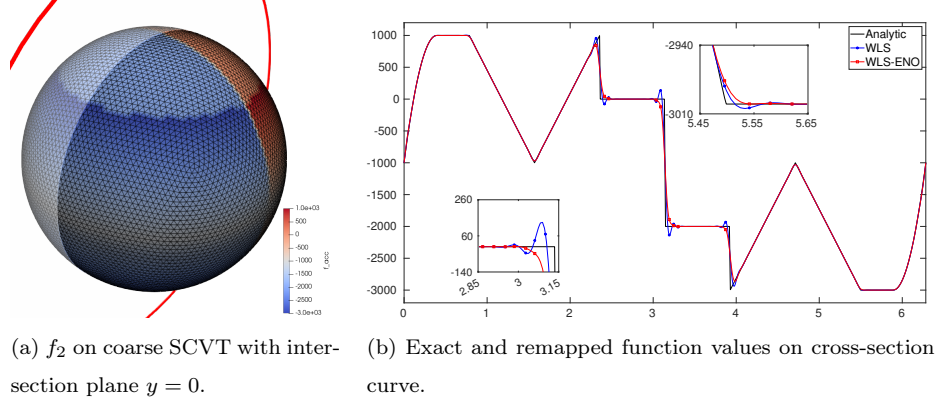 1.0e+03
500
0
-500
-1000
-1500
-2000
-2500
-3.0e+03
f_acc
1000
500
0
-500
-1000
-1500
-2000
-2500
-3000
0 1 2 3 4 5 6
Analytic
WLS
WLS-ENO
-2940
-3010
5.45 5.55 5.65
260
60
-140
2.85 3 3.15
(a) f₂ on coarse SCVT with inter-
section plane y = 0.
(b) Exact and remapped function values on cross-section
curve.